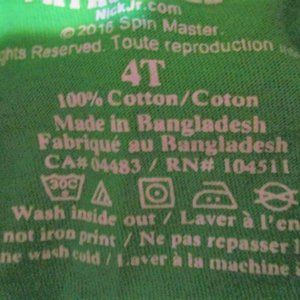 NickJr.com
© 2016 Spin Master.
ghts Reserved. Toute reproduction
4T
100% Cotton/Coton
Made in Bangladesh
Fabriqué au Bangladesh
CA# 04483 / RN# 104511
30C
Wash inside out / Laver à l'en
not iron print / Ne pas repasser l
ne wash cold / Laver à la machine